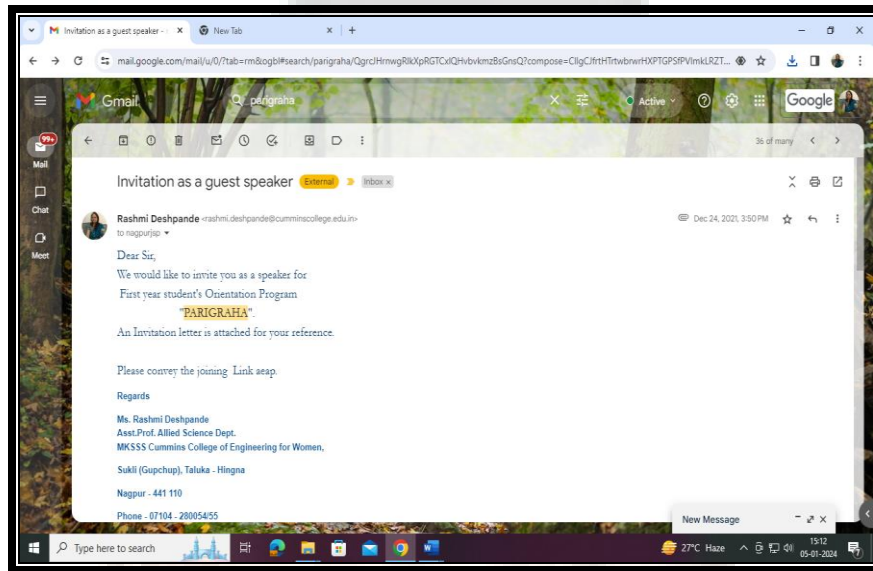 Invitation as a guest speaker -
New Tab
mail.google.com/mail/u/0/?tab=rm&ogbl#search/parigraha/
Gmail
parigraha
Active
Google
99+
Mail
Chat
Meet
36 of many
Invitation as a guest speaker External Inbox x
Rashmi Deshpande <rashmi.deshpande@cumminscollege.edu.in>
Dec 24, 2021, 3:50 PM
to nagpurjsp
Dear Sir,
We would like to invite you as a speaker for
First year student's Orientation Program
"PARIGRAHA".
An Invitation letter is attached for your reference.
Please convey the joining Link aeap.
Regards
Ms. Rashmi Deshpande
Asst.Prof. Allied Science Dept.
MKSSS Cummins College of Engineering for Women,
Sukli (Gupchup), Taluka - Hingna
Nagpur - 441 110
Phone - 07104 - 280054/55
New Message
Type here to search
27°C Haze
15:12
05-01-2024